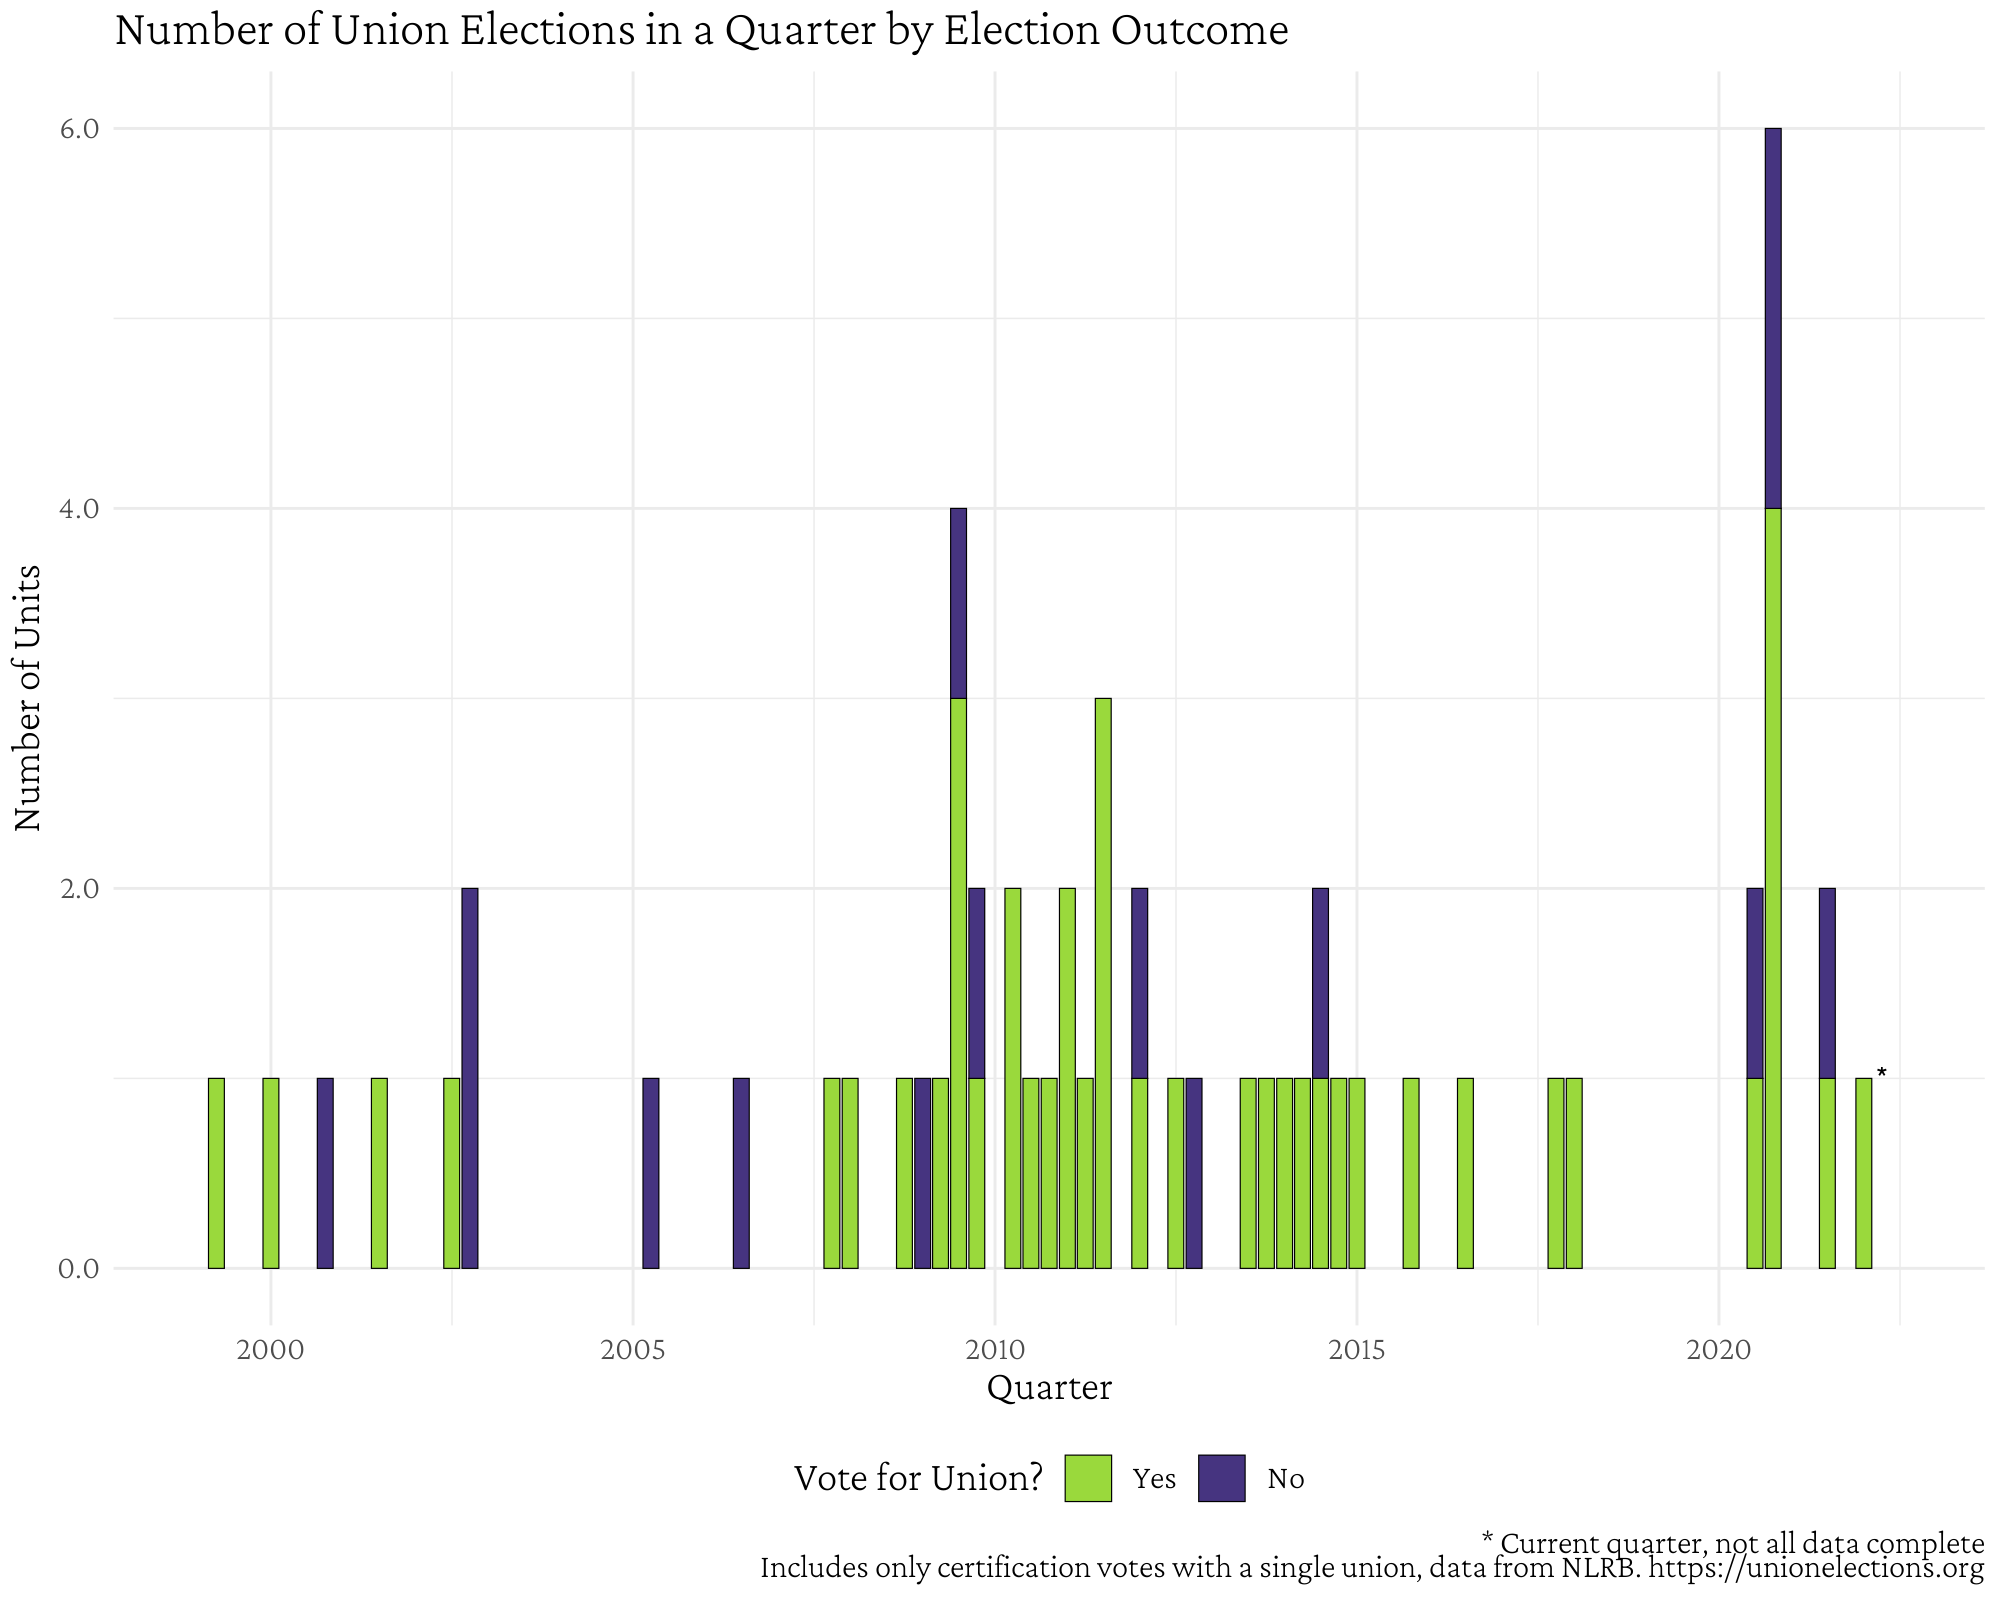 Number of Union Elections in a Quarter by Election Outcome
6.0
4.0
2.0
0.0
Number of Units
*
2000 2005 2010 2015 2020
Quarter
Vote for Union? Yes No
* Current quarter, not all data complete
Includes only certification votes with a single union, data from NLRB. https://unionelections.org